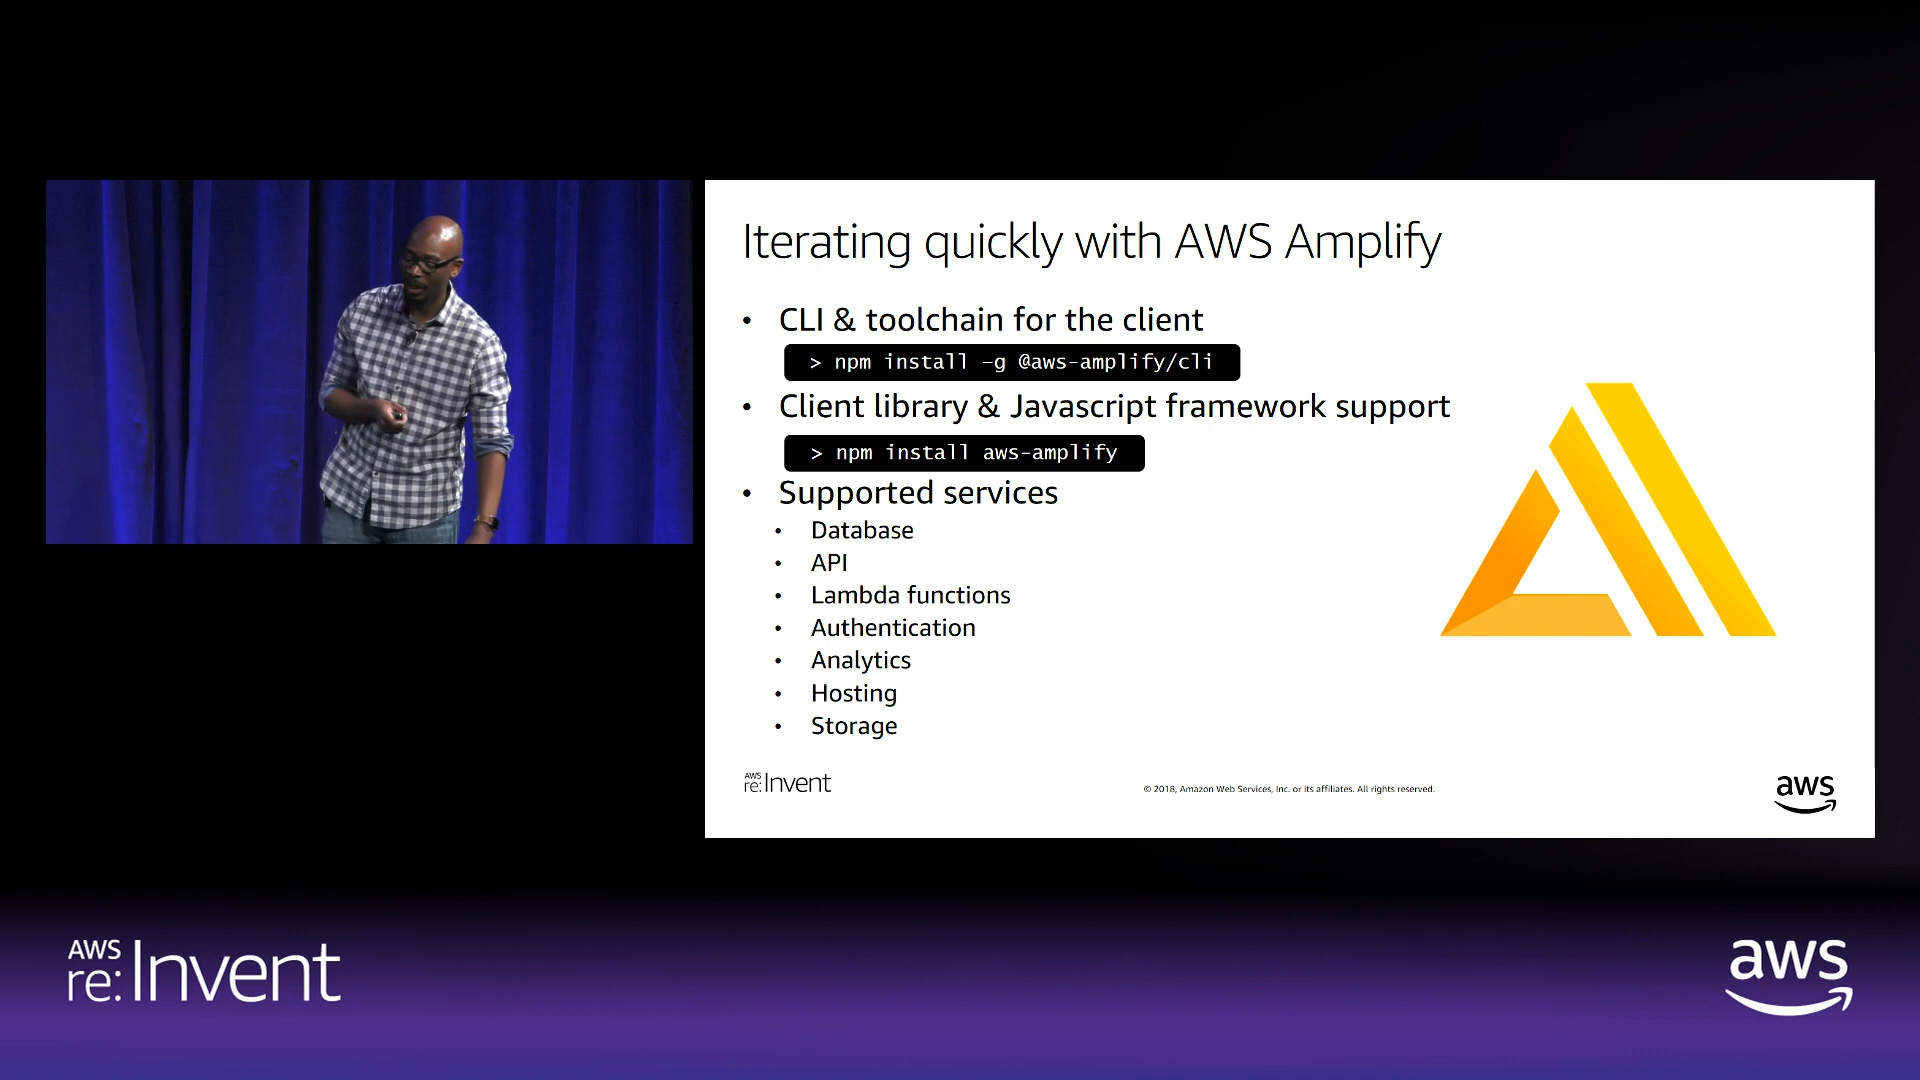 Iterating quickly with AWS Amplify
• CLI & toolchain for the client
> npm install -g @aws-amplify/cli
• Client library & Javascript framework support
> npm install aws-amplify
• Supported services
• Database
• API
• Lambda functions
• Authentication
• Analytics
• Hosting
• Storage
AWS
re:Invent
© 2018, Amazon Web Services, Inc. or its affiliates. All rights reserved.
aws
AWS
re:Invent
aws